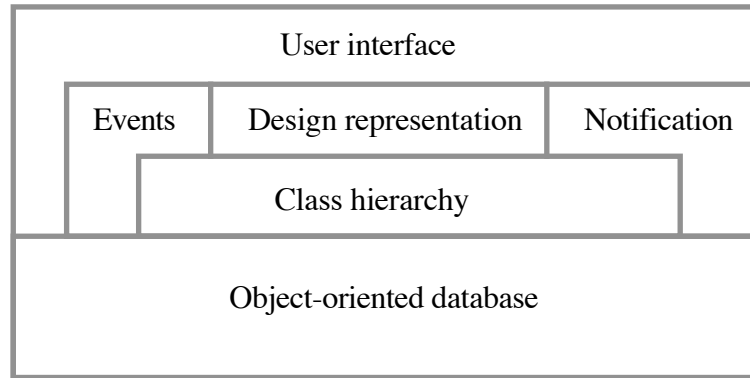 User interface
Events Design representation Notification
Class hierarchy
Object-oriented database